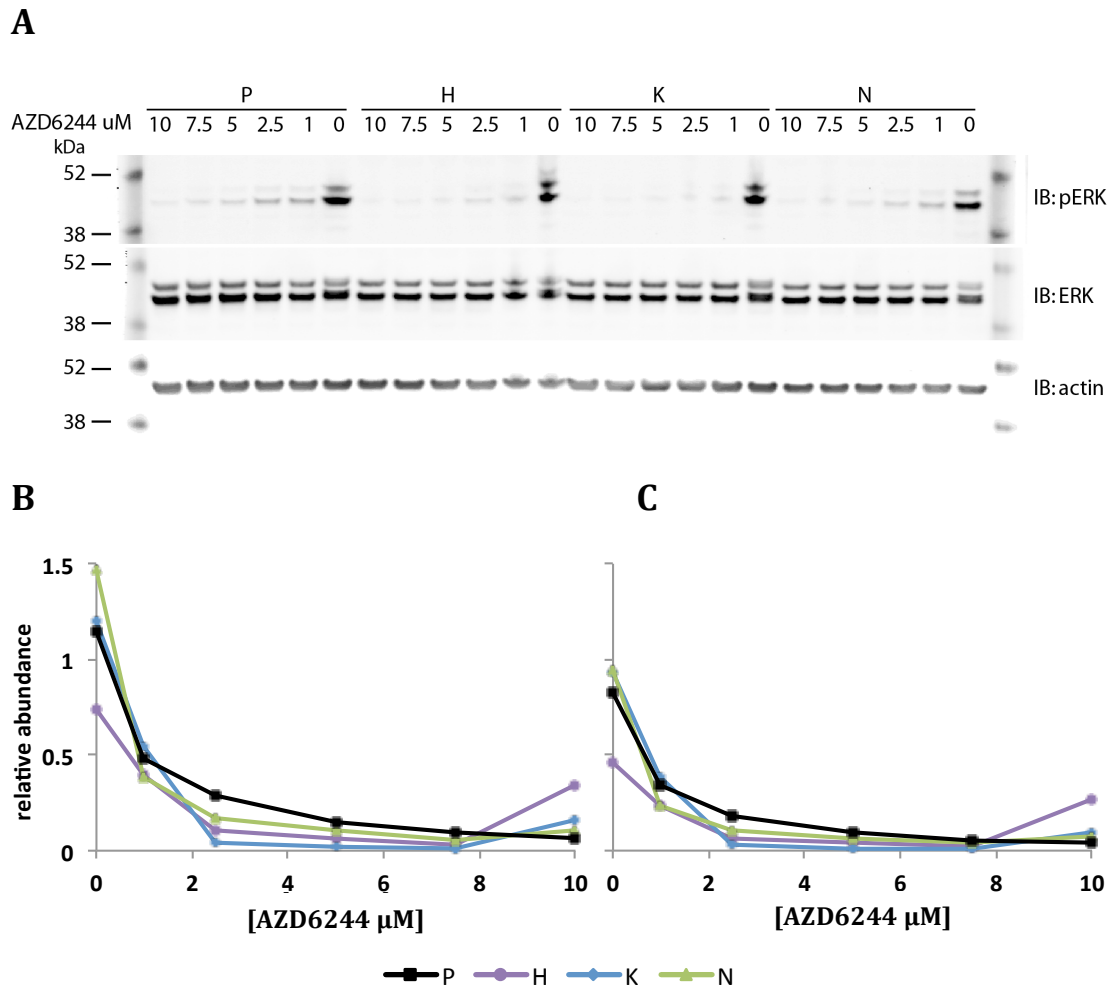 A
P H K N
AZD6244 uM 10 7.5 5 2.5 1 0 10 7.5 5 2.5 1 0 10 7.5 5 2.5 1 0 10 7.5 5 2.5 1 0
kDa
52
38
IB: pERK
52
38
IB: ERK
52
38
IB: actin
B
C
relative abundance
1.5
1
0.5
0
0 2 4 6 8 10
[AZD6244 µM]
0 2 4 6 8 10
[AZD6244 µM]
P H K N